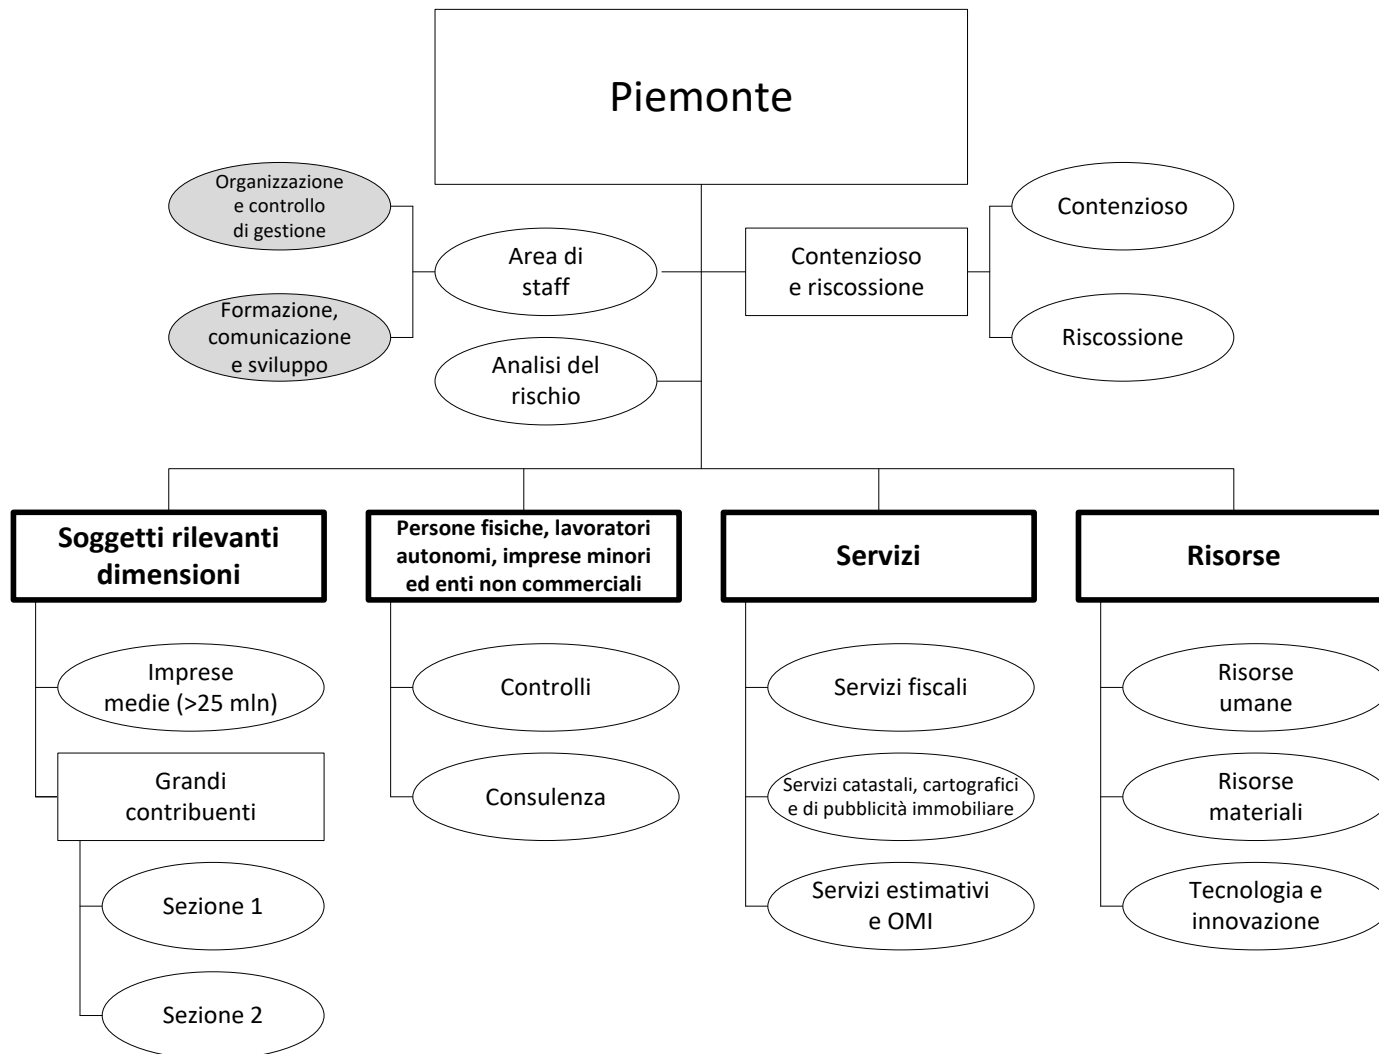 Piemonte
Organizzazione
e controllo
di gestione
Formazione,
comunicazione
e sviluppo
Area di
staff
Analisi del
rischio
Contenzioso
e riscossione
Contenzioso
Riscossione
Soggetti rilevanti
dimensioni
Imprese
medie (>25 mln)
Grandi
contribuenti
Sezione 1
Sezione 2
Persone fisiche, lavoratori
autonomi, imprese minori
ed enti non commerciali
Controlli
Consulenza
Servizi
Servizi fiscali
Servizi catastali, cartografici
e di pubblicità immobiliare
Servizi estimativi
e OMI
Risorse
Risorse
umane
Risorse
materiali
Tecnologia e
innovazione